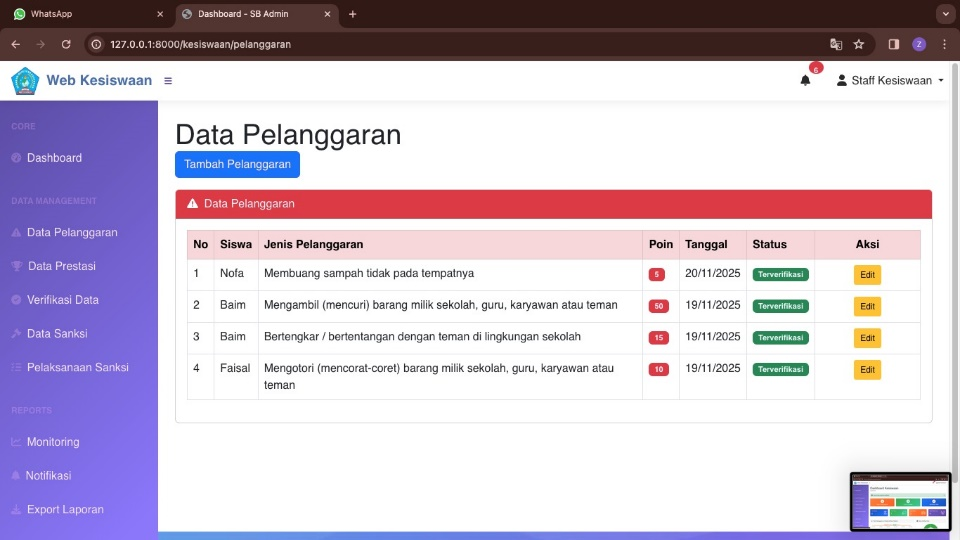 WhatsApp
Dashboard - SB Admin
127.0.0.1:8000/kesiswaan/pelanggaran
Z
Web Kesiswaan
6
Staff Kesiswaan
CORE
Dashboard
DATA MANAGEMENT
Data Pelanggaran
Data Prestasi
Verifikasi Data
Data Sanksi
Pelaksanaan Sanksi
REPORTS
Monitoring
Notifikasi
Export Laporan
Data Pelanggaran
Tambah Pelanggaran
Data Pelanggaran
No Siswa Jenis Pelanggaran Poin Tanggal Status Aksi
1 Nofa Membuang sampah tidak pada tempatnya 5 20/11/2025 Terverifikasi Edit
2 Baim Mengambil (mencuri) barang milik sekolah, guru, karyawan atau teman 50 19/11/2025 Terverifikasi Edit
3 Baim Bertengkar / bertentangan dengan teman di lingkungan sekolah 15 19/11/2025 Terverifikasi Edit
4 Faisal Mengotori (mencorat-coret) barang milik sekolah, guru, karyawan atau 10 19/11/2025 Terverifikasi Edit
teman